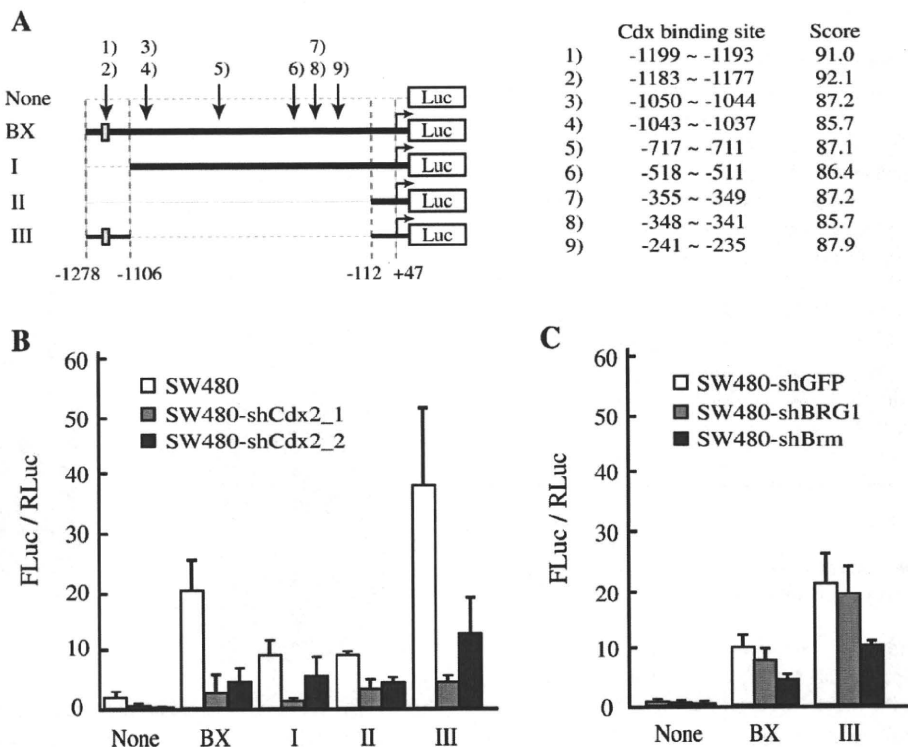 A
1) 3) 7)
2) 4) 5) 6) 8) 9)
None Luc
BX Luc
I Luc
II Luc
III Luc
-1278 -1106 -112 +47
Cdx binding site Score
1) -1199 ~ -1193 91.0
2) -1183 ~ -1177 92.1
3) -1050 ~ -1044 87.2
4) -1043 ~ -1037 85.7
5) -717 ~ -711 87.1
6) -518 ~ -511 86.4
7) -355 ~ -349 87.2
8) -348 ~ -341 85.7
9) -241 ~ -235 87.9
B
FLuc / RLuc
60
50
40
30
20
10
0
SW480
SW480-shCdx2_1
SW480-shCdx2_2
None BX I II III
C
FLuc / RLuc
60
50
40
30
20
10
0
SW480-shGFP
SW480-shBRG1
SW480-shBrm
None BX III